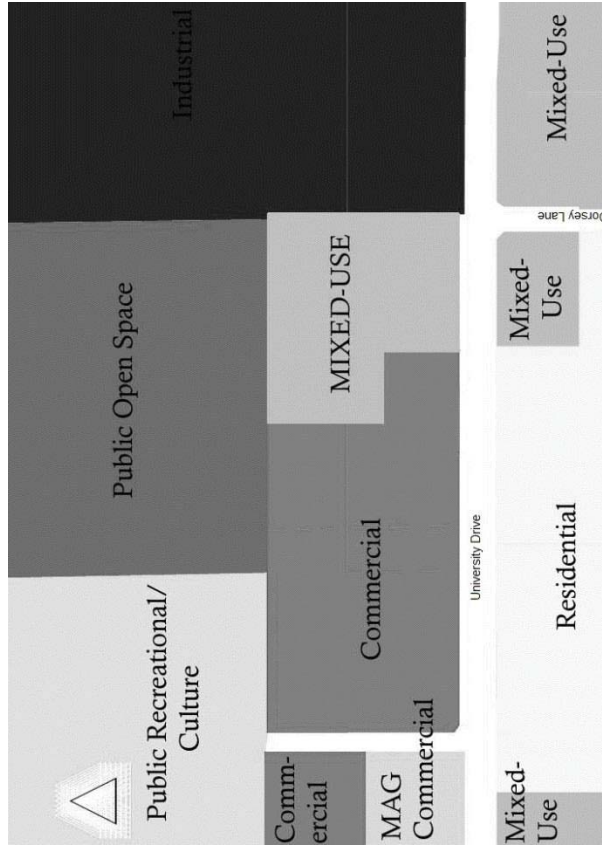 Public Recreational/
Culture
Public Open Space
Industrial
Comm-
ercial
MAG
Commercial
Commercial
MIXED-USE
University Drive
Mixed-
Use
Residential
Mixed-
Use
Dorsey Lane
Mixed-Use